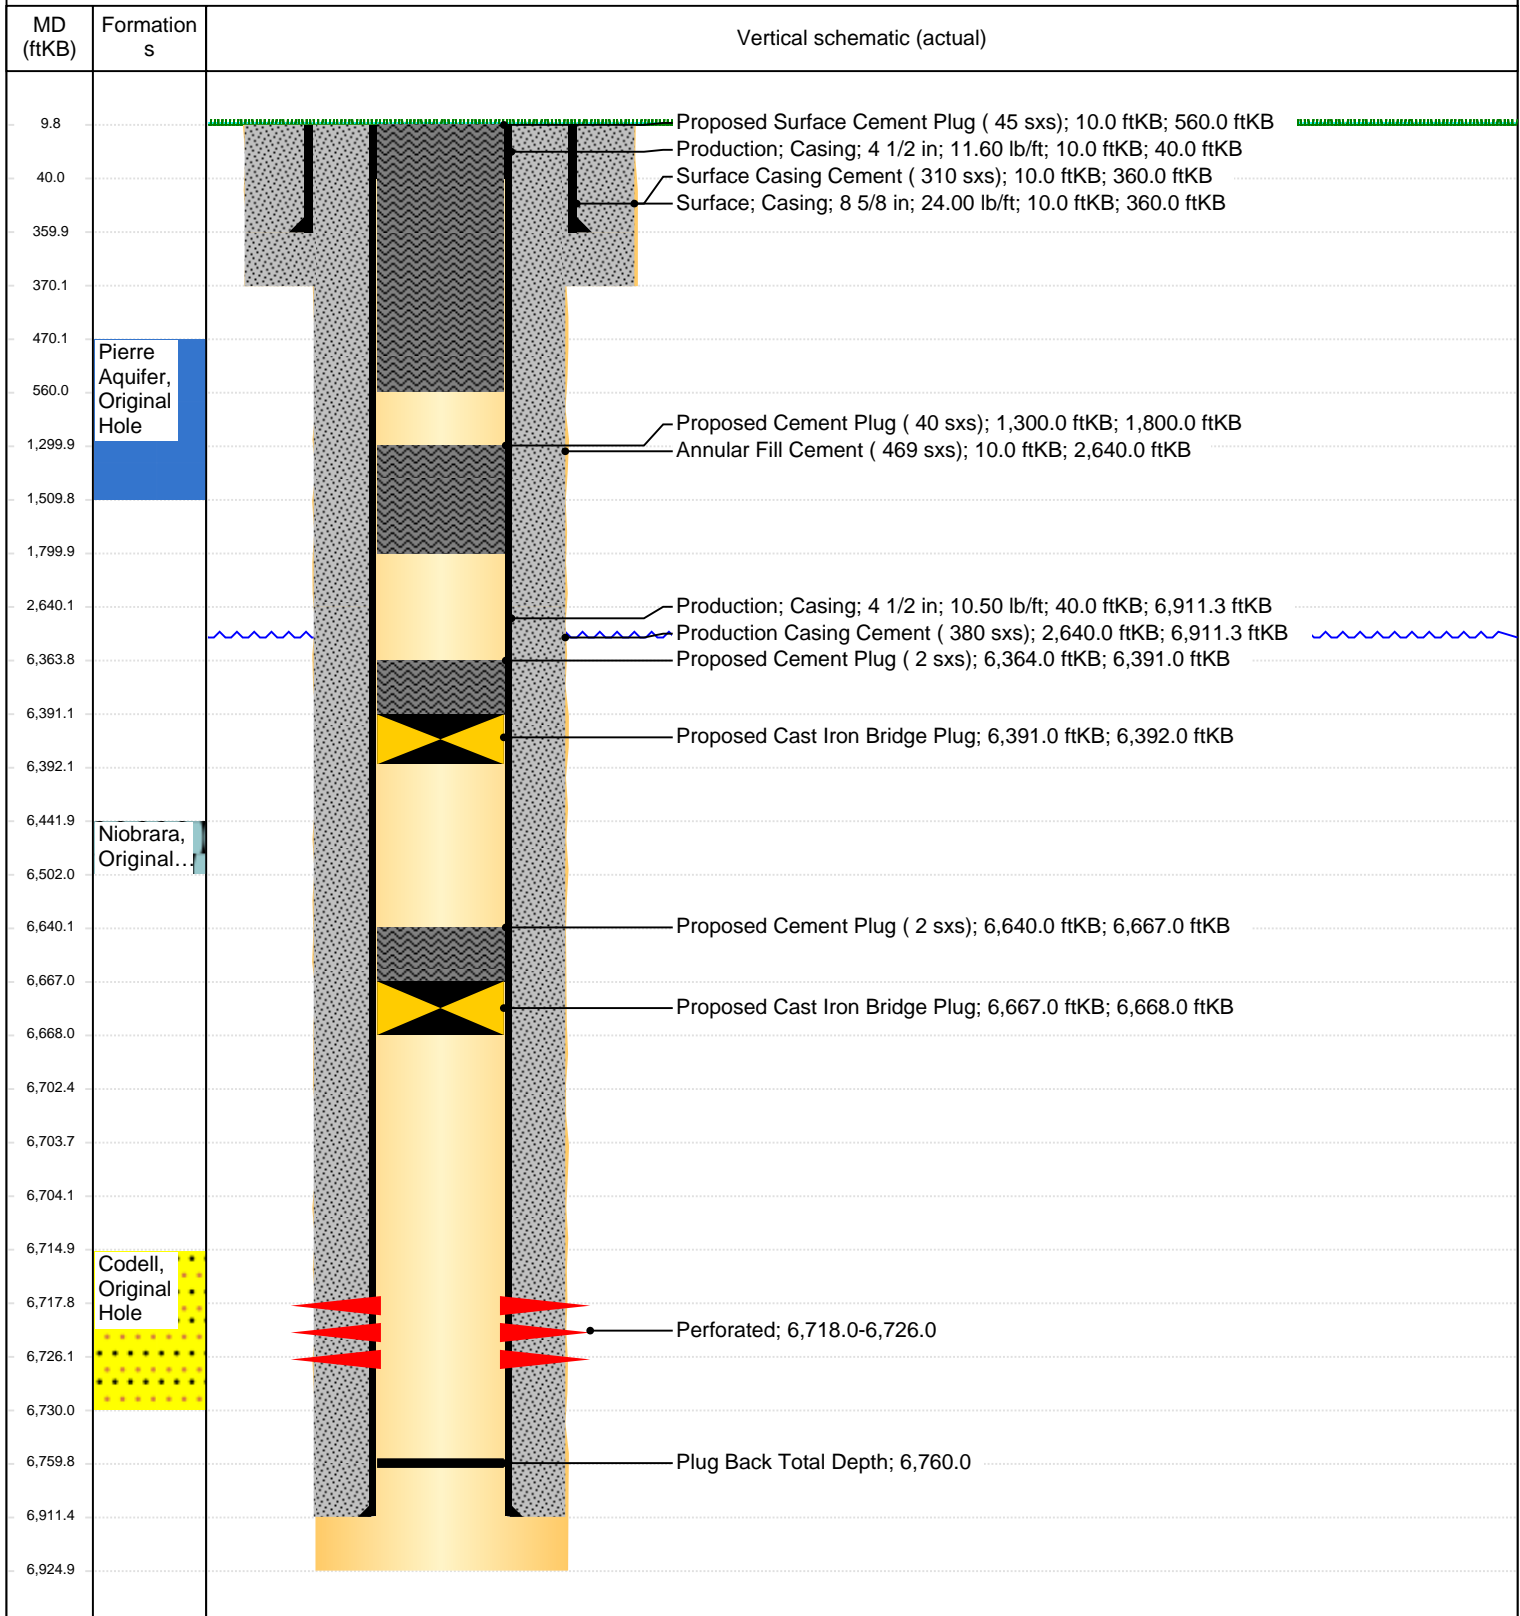 MD
(ftKB)
Formation
s
Vertical schematic (actual)
9.8
Proposed Surface Cement Plug ( 45 sxs); 10.0 ftKB; 560.0 ftKB
Production; Casing; 4 1/2 in; 11.60 lb/ft; 10.0 ftKB; 40.0 ftKB
40.0
Surface Casing Cement ( 310 sxs); 10.0 ftKB; 360.0 ftKB
Surface; Casing; 8 5/8 in; 24.00 lb/ft; 10.0 ftKB; 360.0 ftKB
359.9
370.1
470.1
Pierre
Aquifer,
Original
Hole
560.0
Proposed Cement Plug ( 40 sxs); 1,300.0 ftKB; 1,800.0 ftKB
1,299.9
Annular Fill Cement ( 469 sxs); 10.0 ftKB; 2,640.0 ftKB
1,509.8
1,799.9
2,640.1
Production; Casing; 4 1/2 in; 10.50 lb/ft; 40.0 ftKB; 6,911.3 ftKB
Production Casing Cement ( 380 sxs); 2,640.0 ftKB; 6,911.3 ftKB
6,363.8
Proposed Cement Plug ( 2 sxs); 6,364.0 ftKB; 6,391.0 ftKB
6,391.1
Proposed Cast Iron Bridge Plug; 6,391.0 ftKB; 6,392.0 ftKB
6,392.1
6,441.9
Niobrara,
Original...
6,502.0
6,640.1
Proposed Cement Plug ( 2 sxs); 6,640.0 ftKB; 6,667.0 ftKB
6,667.0
Proposed Cast Iron Bridge Plug; 6,667.0 ftKB; 6,668.0 ftKB
6,668.0
6,702.4
6,703.7
6,704.1
6,714.9
Codell,
Original
Hole
6,717.8
Perforated; 6,718.0-6,726.0
6,726.1
6,730.0
6,759.8
Plug Back Total Depth; 6,760.0
6,911.4
6,924.9